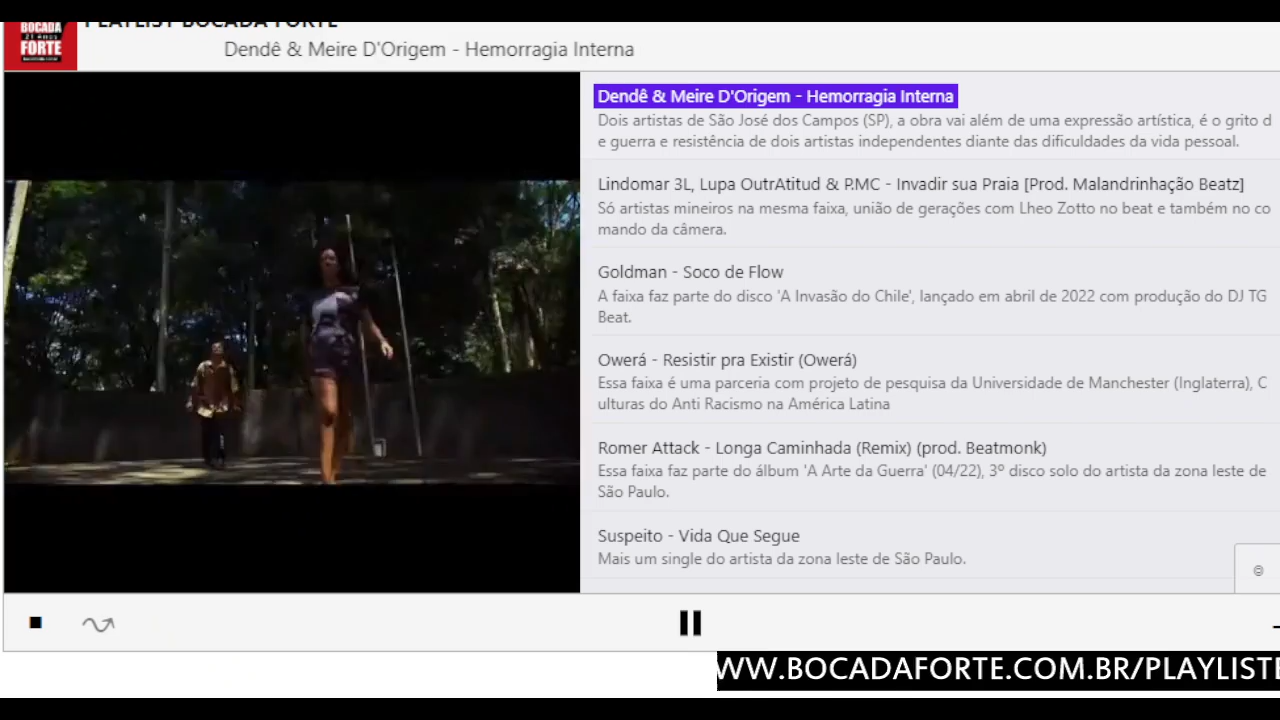 PLAYLIST BOCADA FORTE
BOCADA
FORTE
Dendê & Meire D'Origem - Hemorragia Interna
Dendê & Meire D'Origem - Hemorragia Interna
Dois artistas de São José dos Campos (SP), a obra vai além de uma expressão artística, é o grito d
e guerra e resistência de dois artistas independentes diante das dificuldades da vida pessoal.
Lindomar 3L, Lupa OutrAtitud & P.MC - Invadir sua Praia [Prod. Malandrinhação Beatz]
Só artistas mineiros na mesma faixa, união de gerações com Lheo Zotto no beat e também no co
mando da câmera.
Goldman - Soco de Flow
A faixa faz parte do disco 'A Invasão do Chile', lançado em abril de 2022 com produção do DJ TG
Beat.
Owerá - Resistir pra Existir (Owerá)
Essa faixa é uma parceria com projeto de pesquisa da Universidade de Manchester (Inglaterra), C
ulturas do Anti Racismo na América Latina
Romer Attack - Longa Caminhada (Remix) (prod. Beatmonk)
Essa faixa faz parte do álbum 'A Arte da Guerra' (04/22), 3º disco solo do artista da zona leste de
São Paulo.
Suspeito - Vida Que Segue
Mais um single do artista da zona leste de São Paulo.
WW.BOCADAFORTE.COM.BR/PLAYLISTE